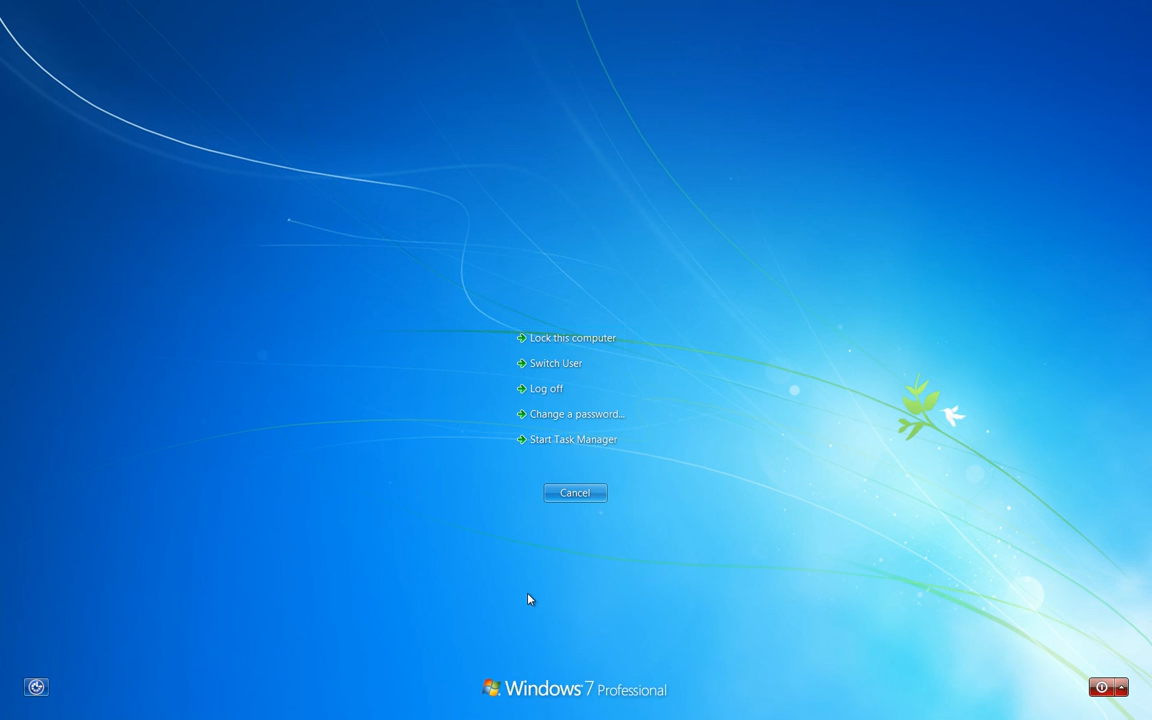 Lock this computer
Switch User
Log off
Change a password...
Start Task Manager
Cancel
Windows 7 Professional